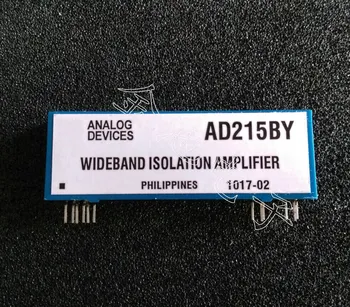 ANALOG
DEVICES
AD215BY
WIDEBAND ISOLATION AMPLIFIER
PHILIPPINES 1017-02